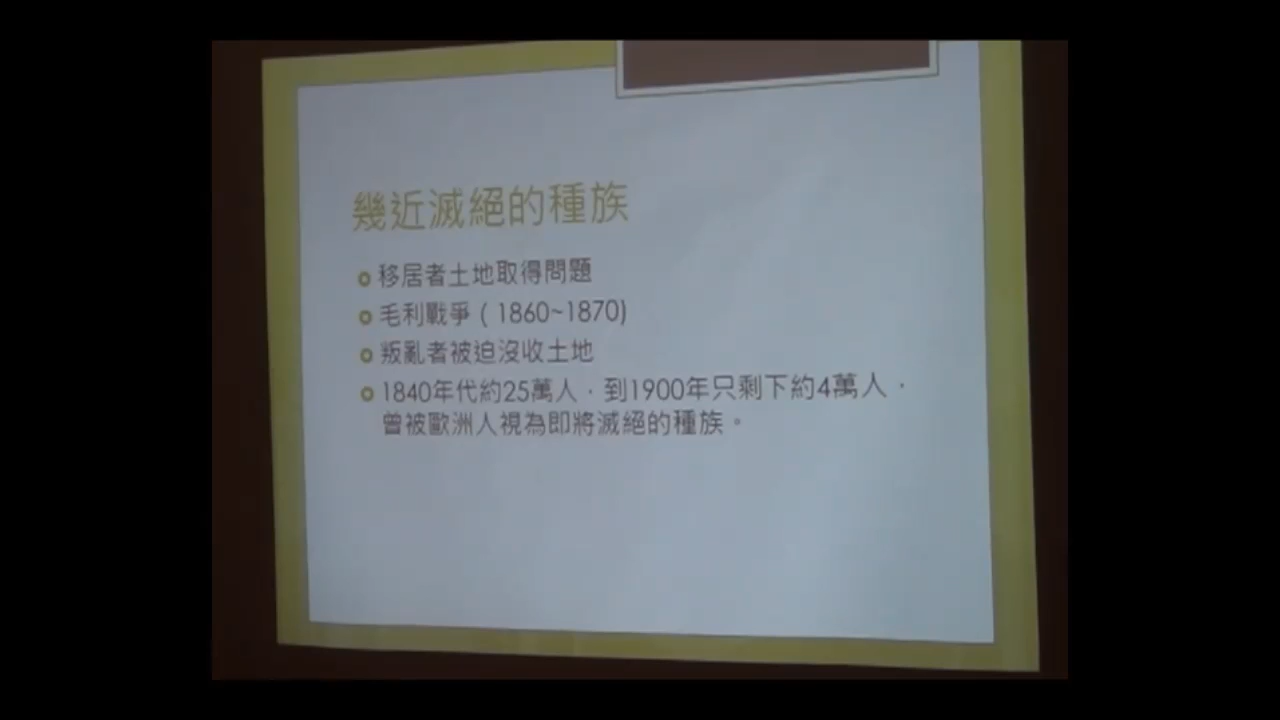 幾近滅絕的種族
移居者土地取得問題
毛利戰爭(1860~1870)
叛亂者被迫沒收土地
1840年代約25萬人,到1900年只剩下約4萬人,
曾被歐洲人視為即將滅絕的種族。